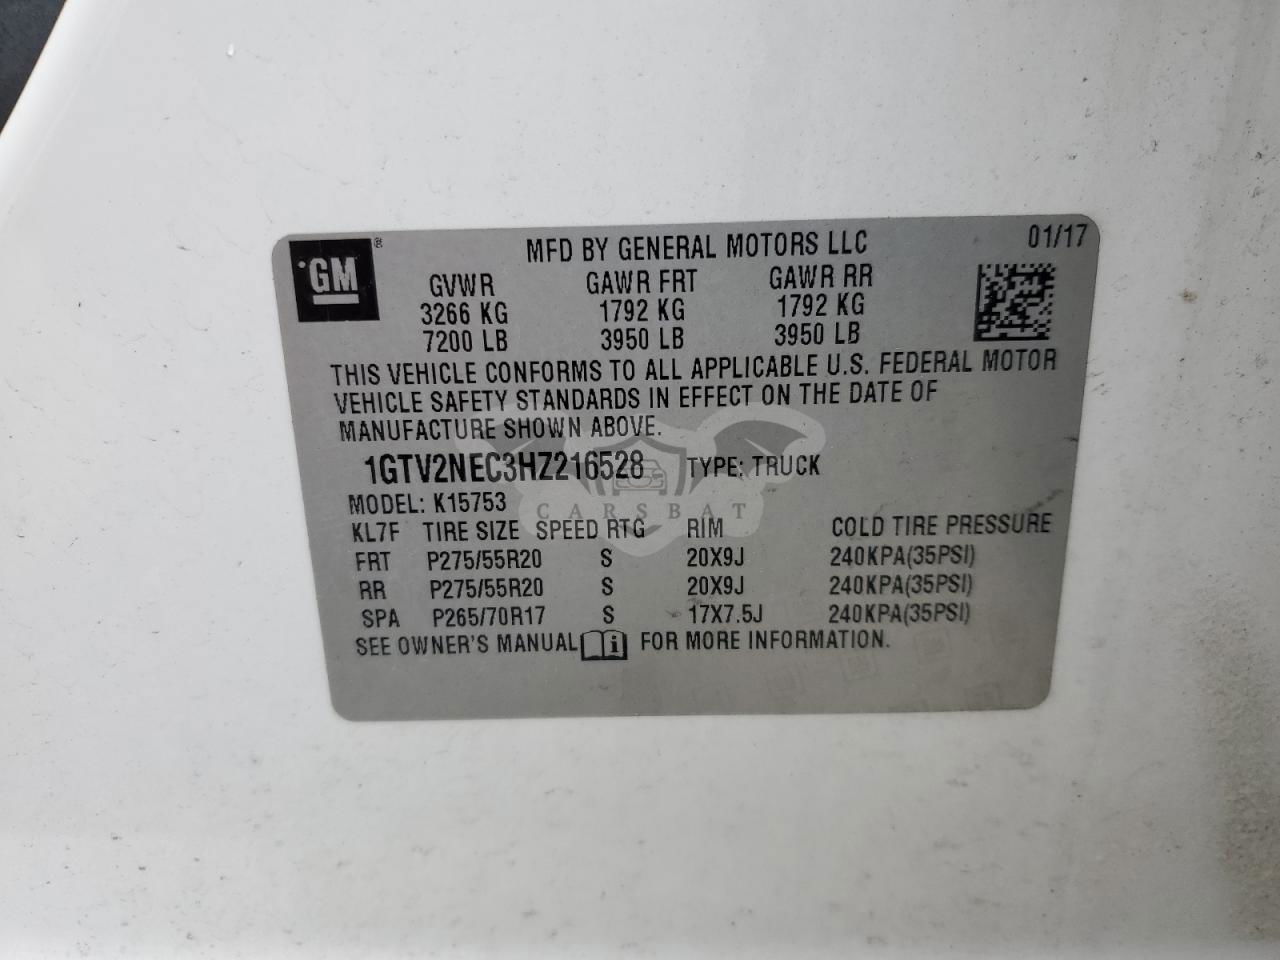 GM ®
MFD BY GENERAL MOTORS LLC 01/17
GVWR GAWR FRT GAWR RR
3266 KG 1792 KG 1792 KG
7200 LB 3950 LB 3950 LB
THIS VEHICLE CONFORMS TO ALL APPLICABLE U.S. FEDERAL MOTOR
VEHICLE SAFETY STANDARDS IN EFFECT ON THE DATE OF
MANUFACTURE SHOWN ABOVE.
1GTV2NEC3HZ216528 TYPE: TRUCK
MODEL: K15753
CARSBAT
KL7F TIRE SIZE SPEED RTG RIM COLD TIRE PRESSURE
FRT P275/55R20 S 20X9J 240KPA(35PSI)
RR P275/55R20 S 20X9J 240KPA(35PSI)
SPA P265/70R17 S 17X7.5J 240KPA(35PSI)
SEE OWNER'S MANUAL i FOR MORE INFORMATION.